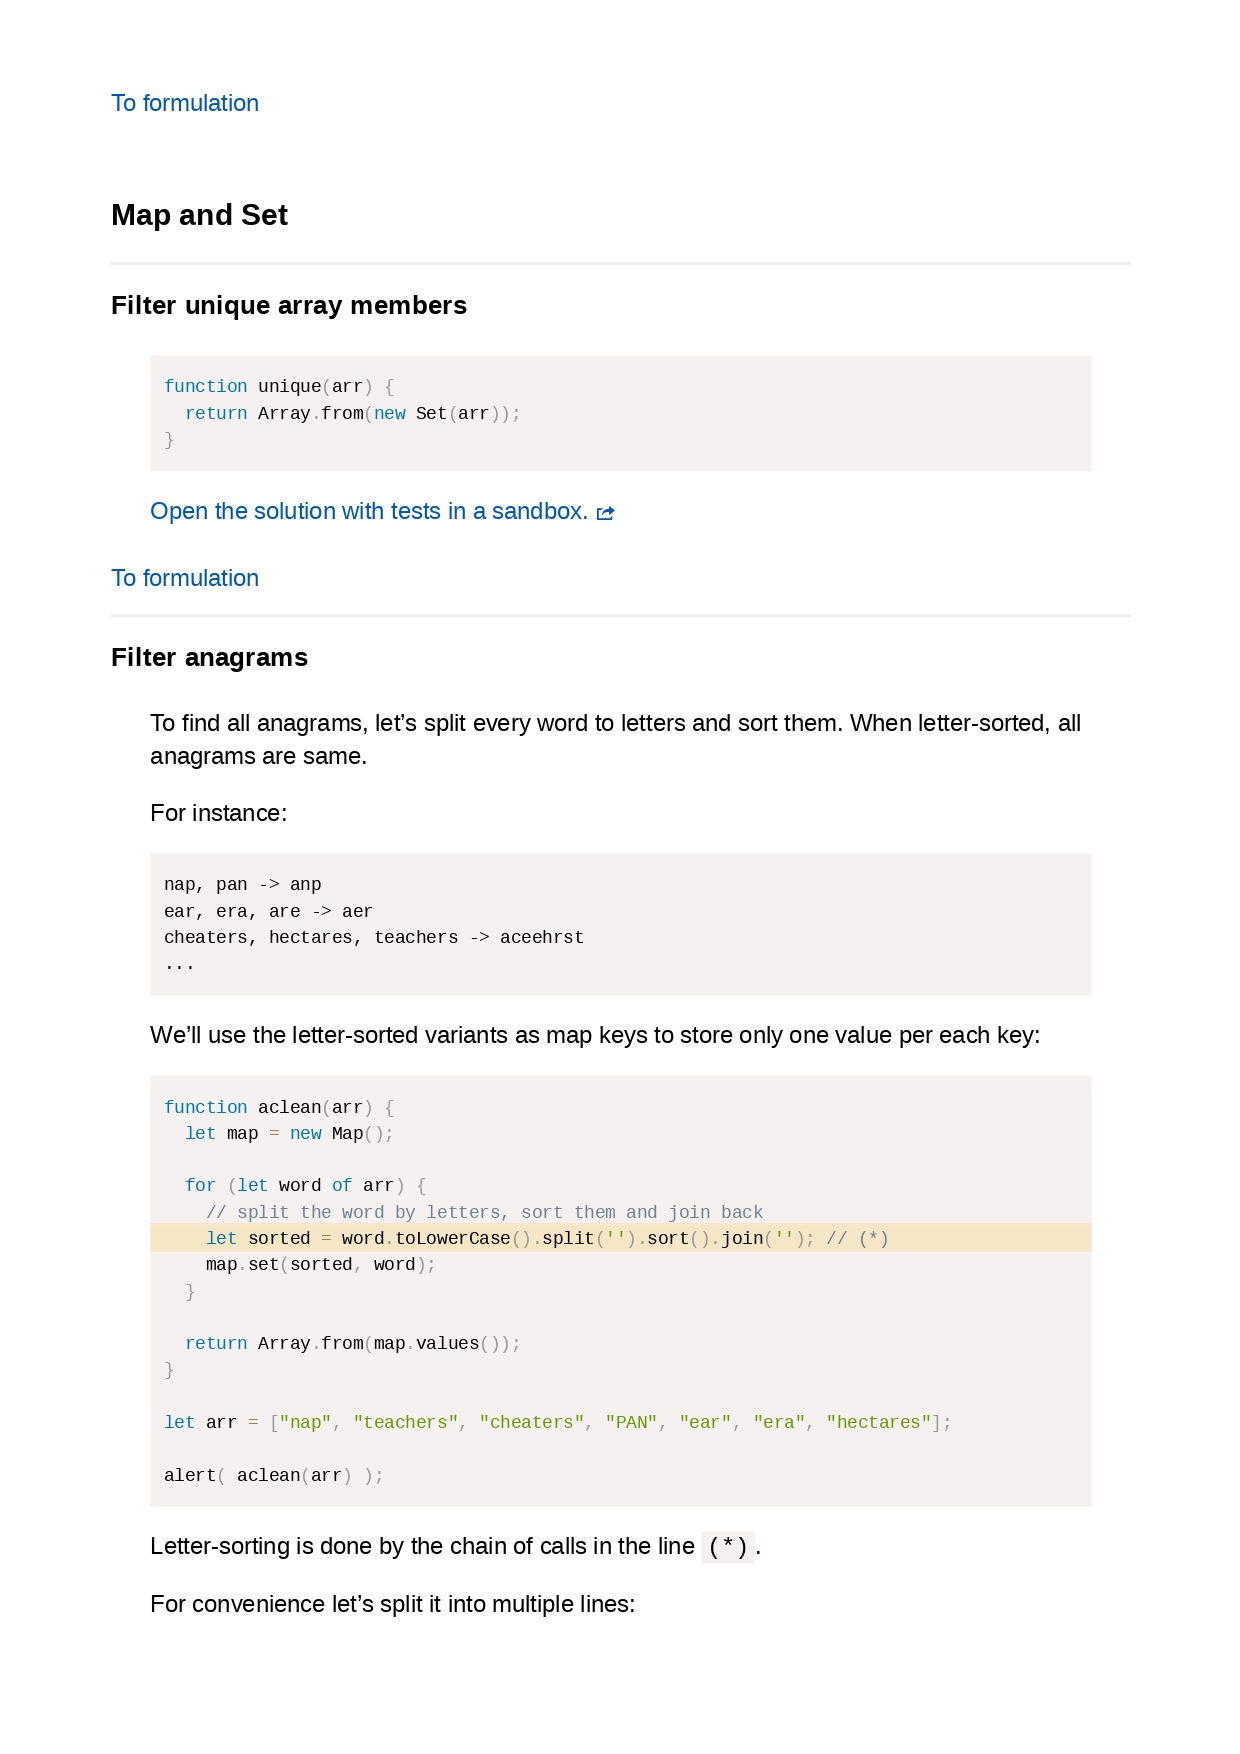 To formulation
Map and Set
Filter unique array members
function unique(arr) {
  return Array.from(new Set(arr));
}
Open the solution with tests in a sandbox.
To formulation
Filter anagrams
To find all anagrams, let’s split every word to letters and sort them. When letter-sorted, all
anagrams are same.
For instance:
nap, pan -> anp
ear, era, are -> aer
cheaters, hectares, teachers -> aceehrst
...
We’ll use the letter-sorted variants as map keys to store only one value per each key:
function aclean(arr) {
  let map = new Map();
  for (let word of arr) {
    // split the word by letters, sort them and join back
    let sorted = word.toLowerCase().split('').sort().join(''); // (*)
    map.set(sorted, word);
  }
  return Array.from(map.values());
}
let arr = ["nap", "teachers", "cheaters", "PAN", "ear", "era", "hectares"];
alert( aclean(arr) );
Letter-sorting is done by the chain of calls in the line (*).
For convenience let’s split it into multiple lines: